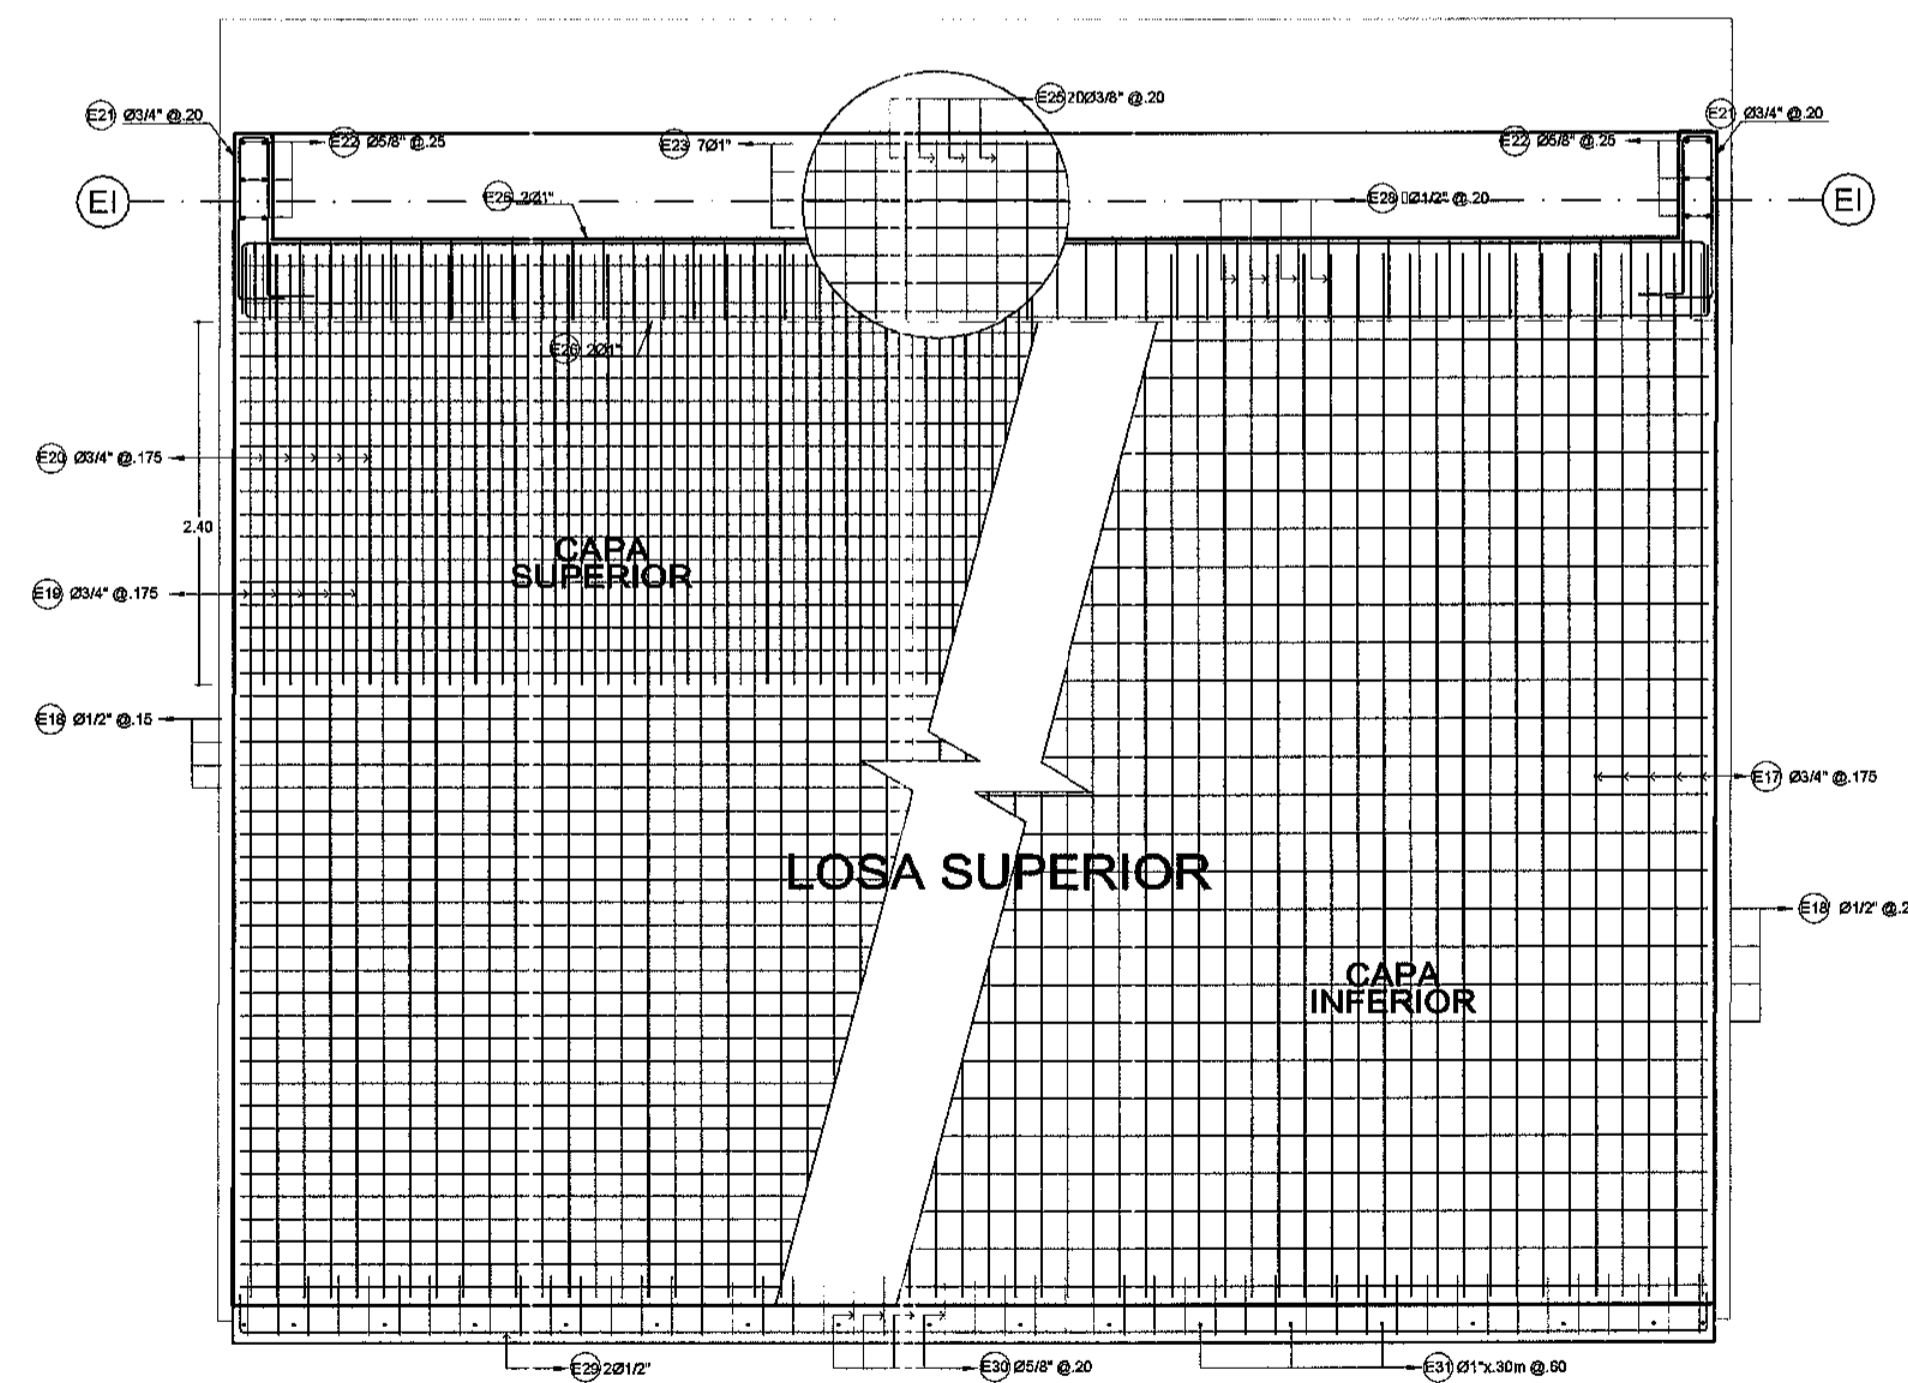 E25 20Ø3/8" @.20
E21 Ø3/4" @.20
E21 Ø3/4" @.20
E22 Ø5/8" @.25
E23 7Ø1"
E22 Ø5/8" @.25
EI
E26 2Ø1"
E28 Ø1/2" @.20
EI
E26 2Ø1"
E20 Ø3/4" @.175
2.40
CAPA
SUPERIOR
E19 Ø3/4" @.175
E18 Ø1/2" @.15
E17 Ø3/4" @.175
LOSA SUPERIOR
E18 Ø1/2" @.2
CAPA
INFERIOR
E29 2Ø1/2"
E30 Ø5/8" @.20
E31 Ø1"x.30m @.60